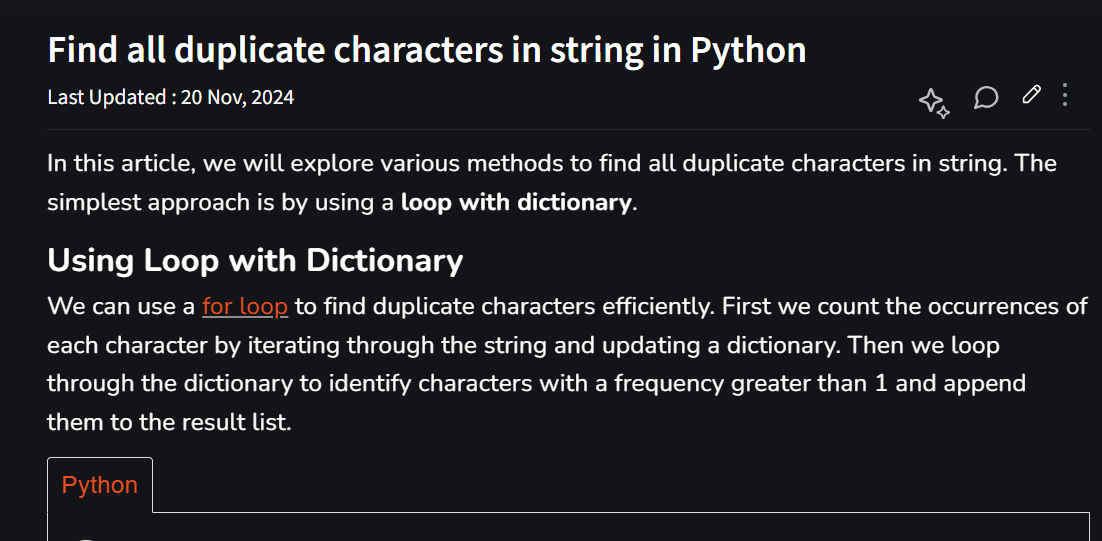 Find all duplicate characters in string in Python
Last Updated : 20 Nov, 2024
In this article, we will explore various methods to find all duplicate characters in string. The
simplest approach is by using a loop with dictionary.
Using Loop with Dictionary
We can use a for loop to find duplicate characters efficiently. First we count the occurrences of
each character by iterating through the string and updating a dictionary. Then we loop
through the dictionary to identify characters with a frequency greater than 1 and append
them to the result list.
Python